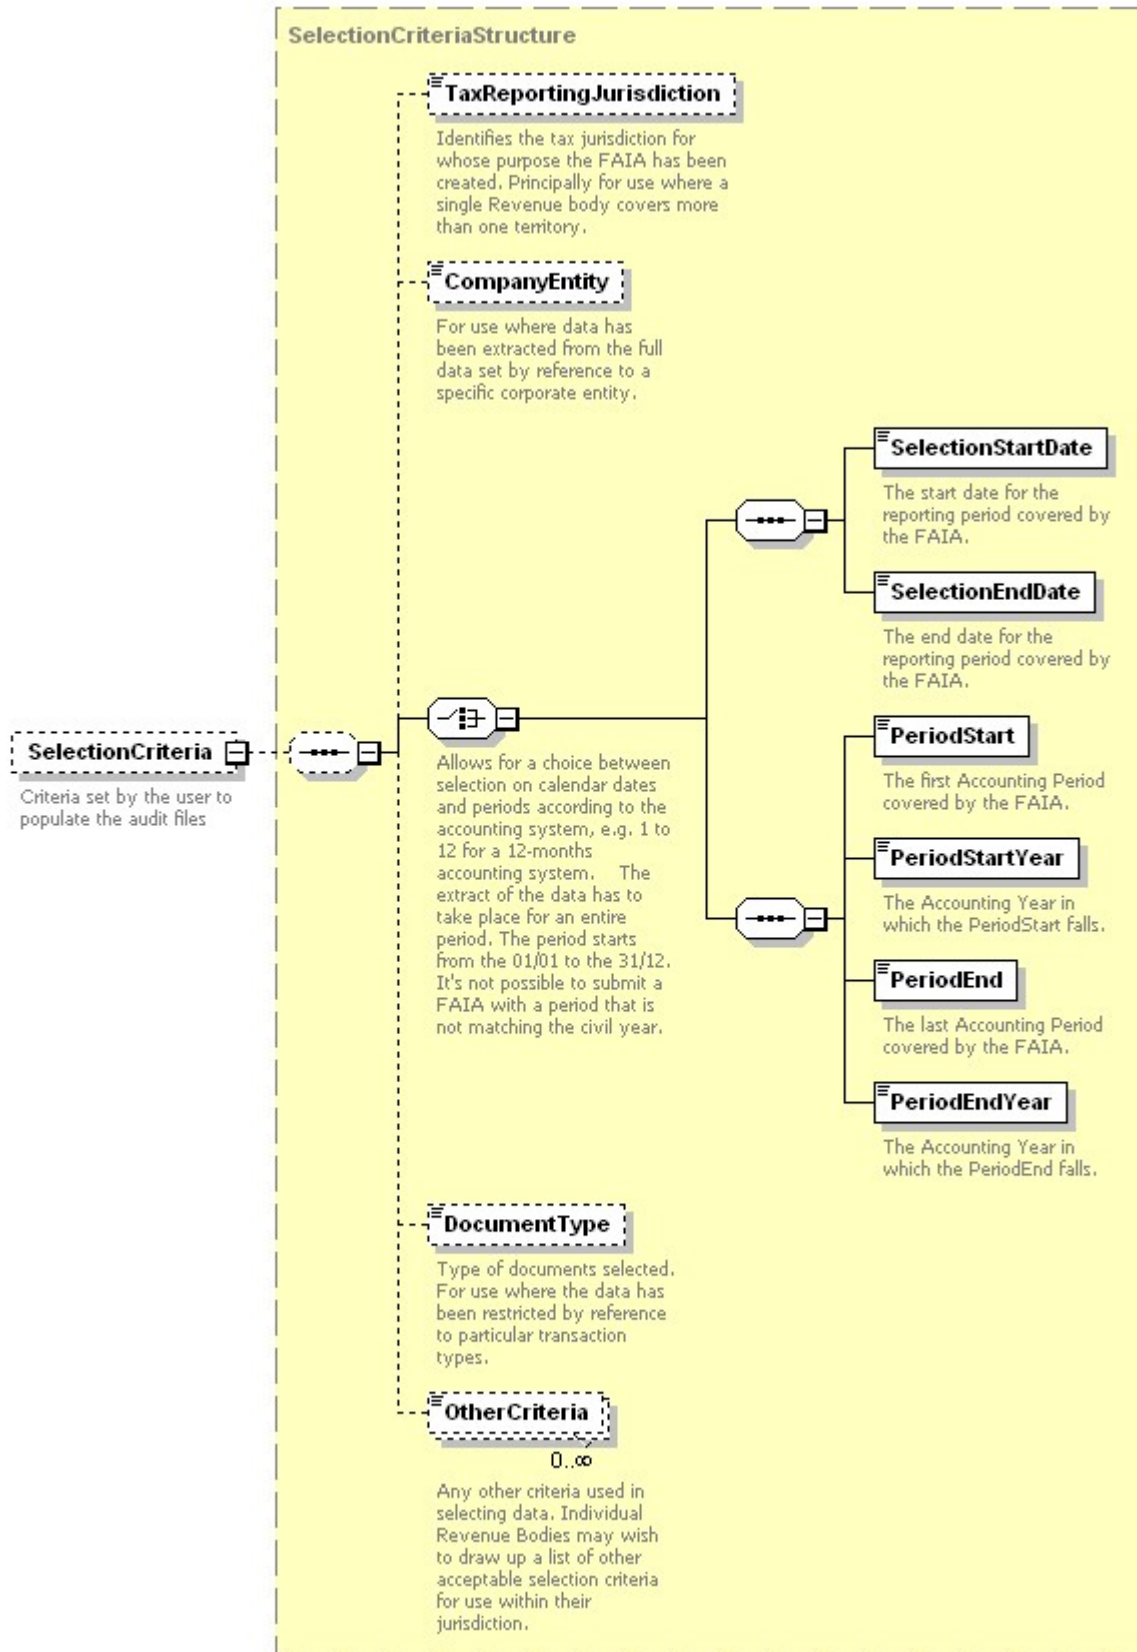 SelectionCriteriaStructure
TaxReportingJurisdiction
Identifies the tax jurisdiction for
whose purpose the FAIA has been
created. Principally for use where a
single Revenue body covers more
than one territory.
CompanyEntity
For use where data has
been extracted from the full
data set by reference to a
specific corporate entity.
SelectionStartDate
The start date for the
reporting period covered by
the FAIA.
SelectionEndDate
The end date for the
reporting period covered by
the FAIA.
SelectionCriteria
Criteria set by the user to
populate the audit files
Allows for a choice between
selection on calendar dates
and periods according to the
accounting system, e.g. 1 to
12 for a 12-months
accounting system. The
extract of the data has to
take place for an entire
period. The period starts
from the 01/01 to the 31/12.
It's not possible to submit a
FAIA with a period that is
not matching the civil year.
PeriodStart
The first Accounting Period
covered by the FAIA.
PeriodStartYear
The Accounting Year in
which the PeriodStart falls.
PeriodEnd
The last Accounting Period
covered by the FAIA.
PeriodEndYear
The Accounting Year in
which the PeriodEnd falls.
DocumentType
Type of documents selected.
For use where the data has
been restricted by reference
to particular transaction
types.
OtherCriteria
0..∞
Any other criteria used in
selecting data. Individual
Revenue Bodies may wish
to draw up a list of other
acceptable selection criteria
for use within their
jurisdiction.